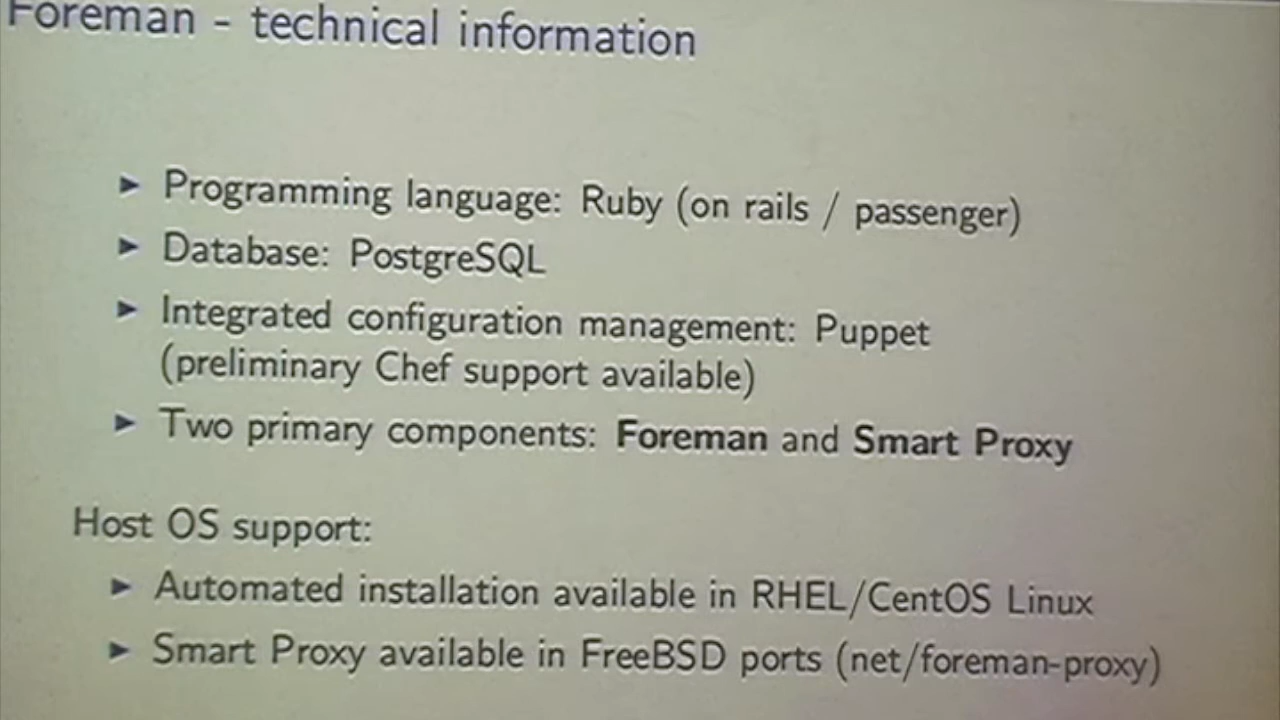 Foreman - technical information
► Programming language: Ruby (on rails / passenger)
► Database: PostgreSQL
► Integrated configuration management: Puppet
(preliminary Chef support available)
► Two primary components: Foreman and Smart Proxy
Host OS support:
► Automated installation available in RHEL/CentOS Linux
► Smart Proxy available in FreeBSD ports (net/foreman-proxy)